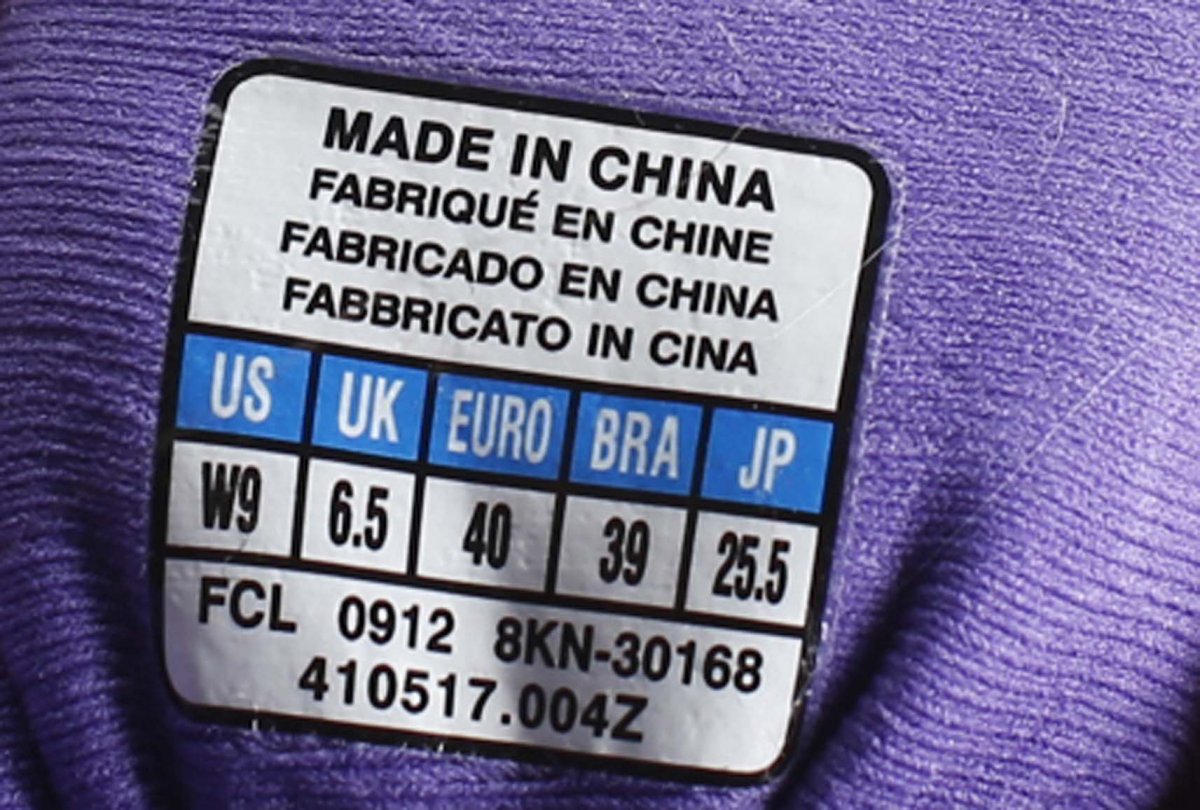 MADE IN CHINA
FABRIQUÉ EN CHINE
FABRICADO EN CHINA
FABBRICATO IN CINA
US UK EURO BRA JP
W9 6.5 40 39 25.5
FCL 0912 8KN-30168
410517.004Z